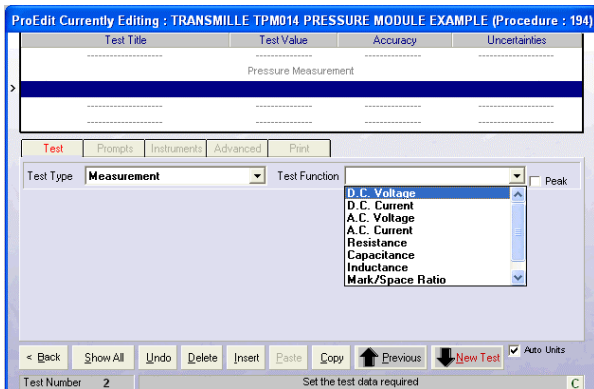 ProEdit Currently Editing : TRANSMILLE TPM014 PRESSURE MODULE EXAMPLE (Procedure : 194)
Test Title Test Value Accuracy Uncertainties
------------------- ------------------- ------------------- -------------------
Pressure Measurement
>
------------------- ------------------- ------------------- -------------------
------------------- ------------------- ------------------- -------------------
Test Prompts Instruments Advanced Print
Test Type Measurement Test Function Peak
D.C. Voltage
D.C. Current
A.C. Voltage
A.C. Current
Resistance
Capacitance
Inductance
Mark/Space Ratio
< Back Show All Undo Delete Insert Paste Copy Previous New Test Auto Units
Test Number 2 Set the test data required C